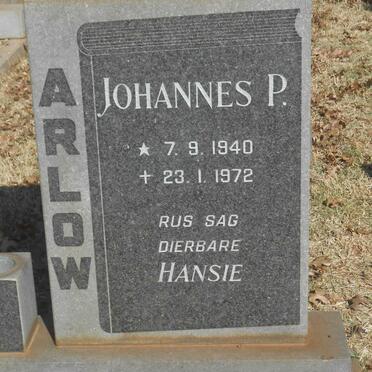 ARLOW
JOHANNES P.
★ 7. 9. 1940
✝ 23. 1. 1972
RUS SAG
DIERBARE
HANSIE